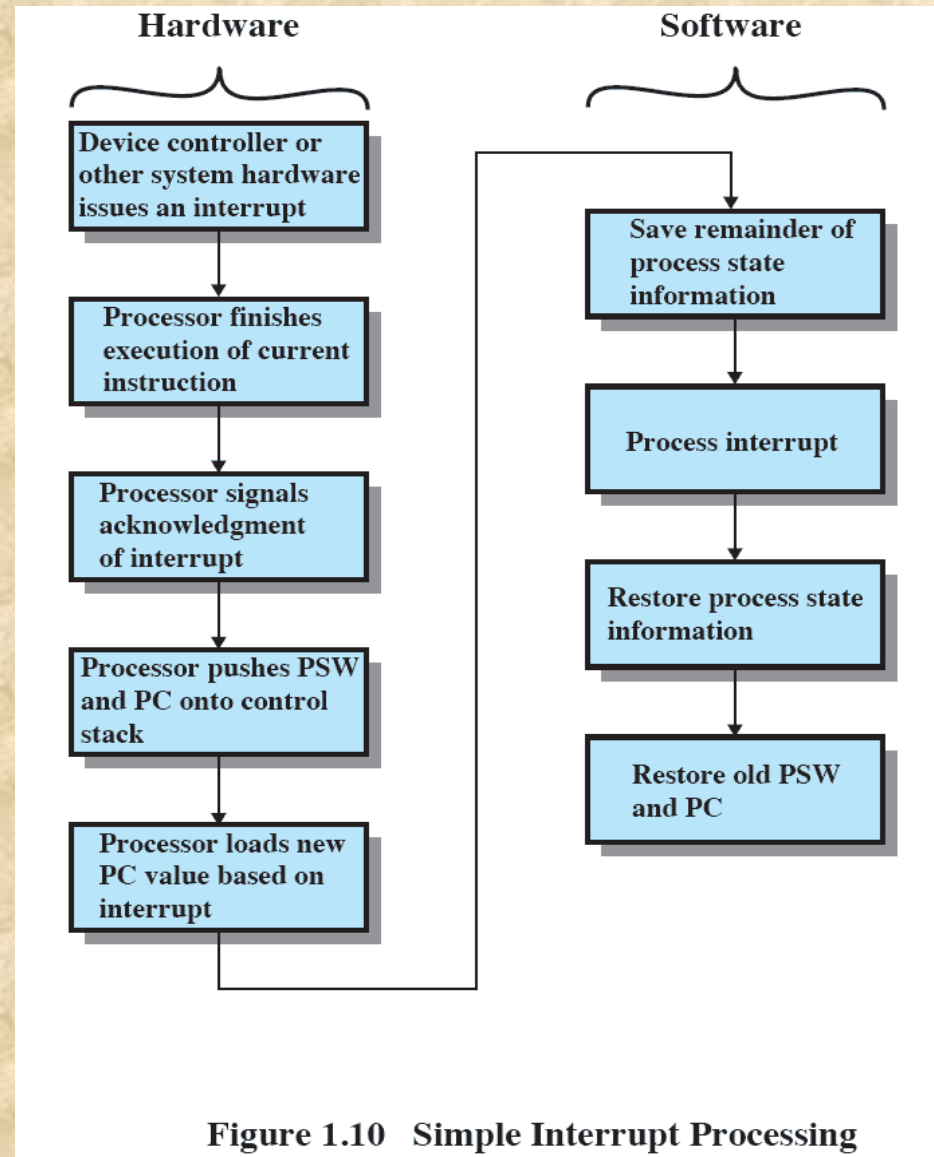 Hardware
Device controller or
other system hardware
issues an interrupt
Processor finishes
execution of current
instruction
Processor signals
acknowledgment
of interrupt
Processor pushes PSW
and PC onto control
stack
Processor loads new
PC value based on
interrupt
Software
Save remainder of
process state
information
Process interrupt
Restore process state
information
Restore old PSW
and PC
Figure 1.10 Simple Interrupt Processing